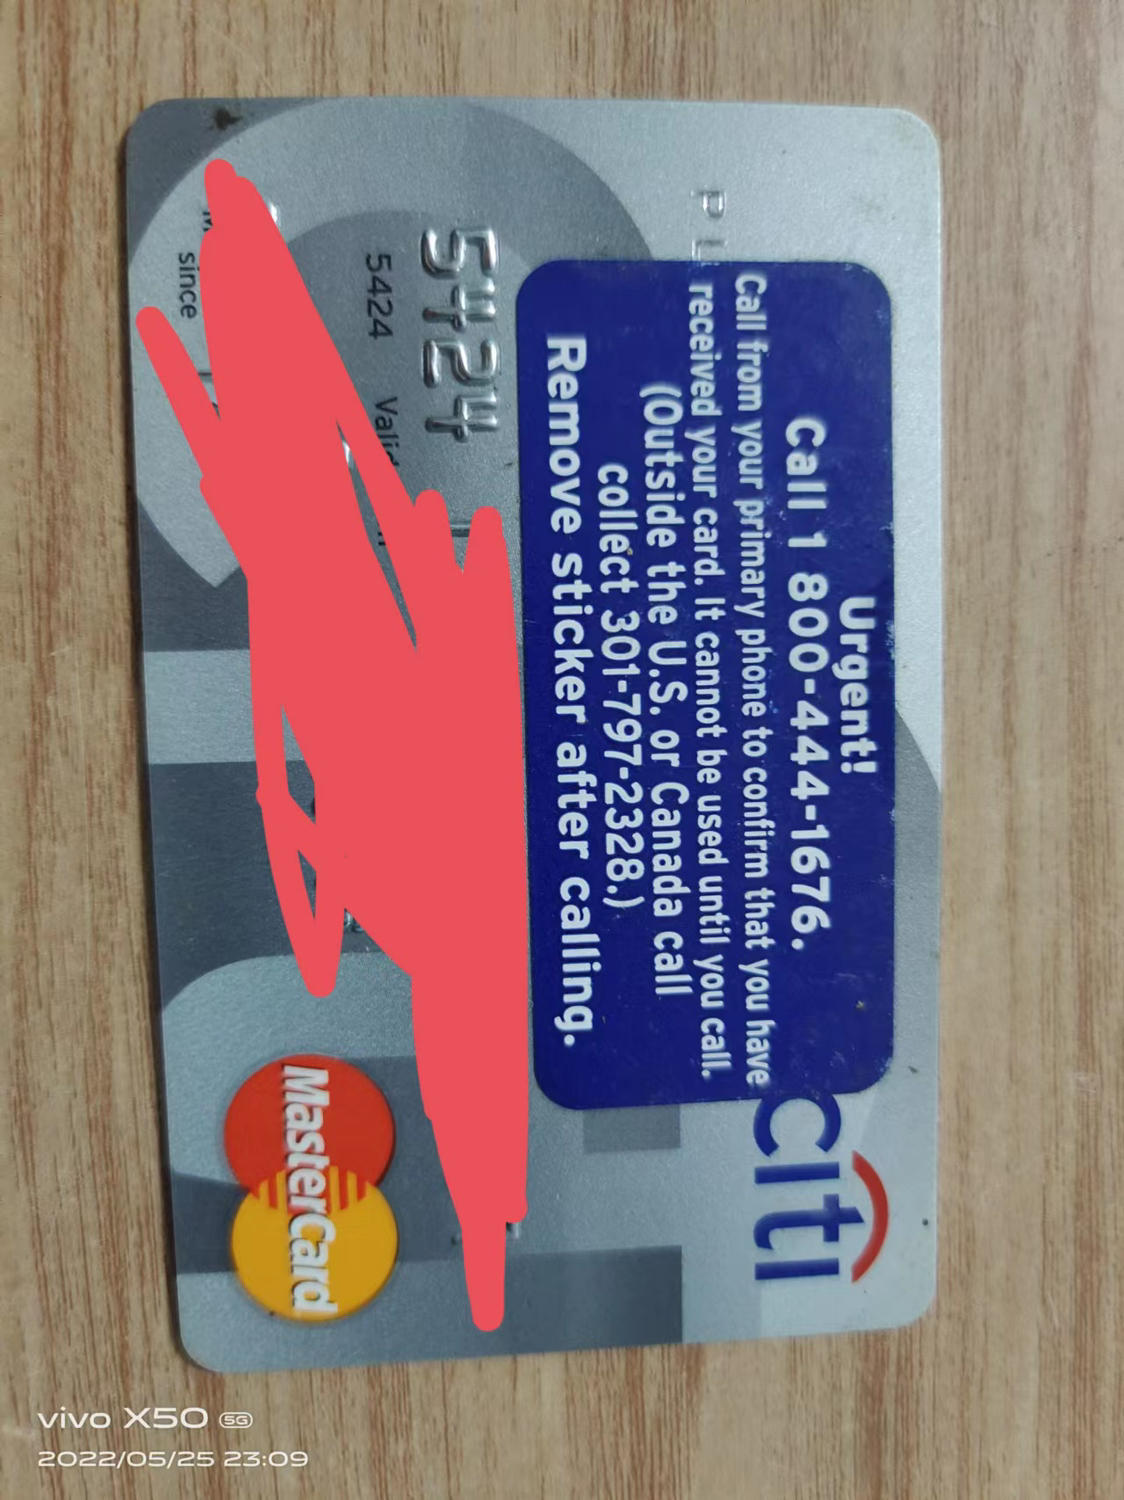 citi
PL
Urgent!
Call 1 800-444-1676.
Call from your primary phone to confirm that you have
received your card. It cannot be used until you call.
(Outside the U.S. or Canada call
collect 301-797-2328.)
Remove sticker after calling.
5424
5424
since
MasterCard
vivo X50 5G
2022/05/25 23:09